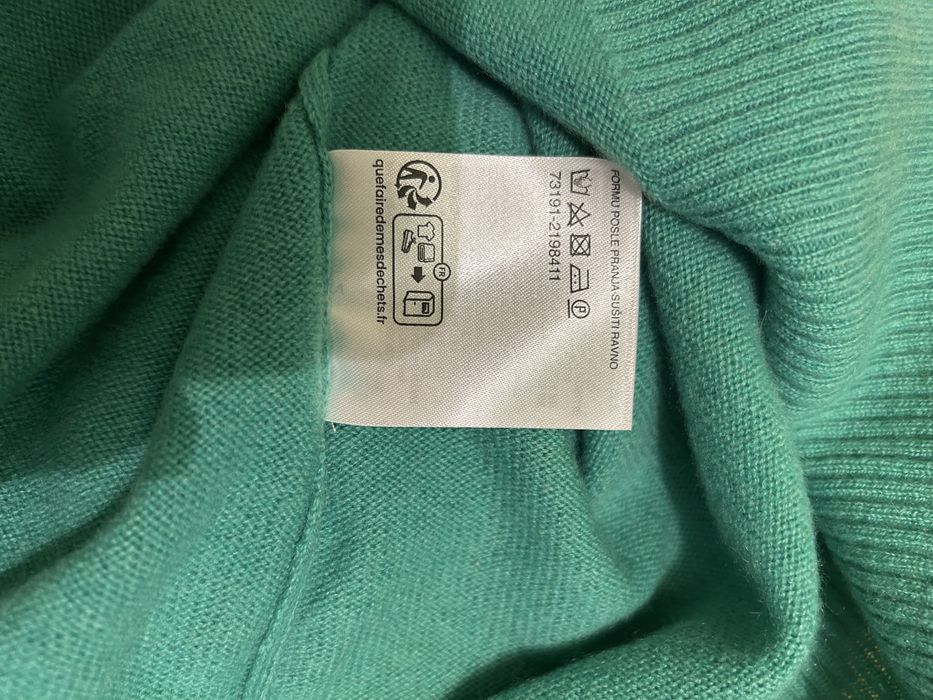 FORMU POSLE PRANJA·SUŠITI RAVNO
P
73191-2198411
FR
quefairedemesdechets.fr